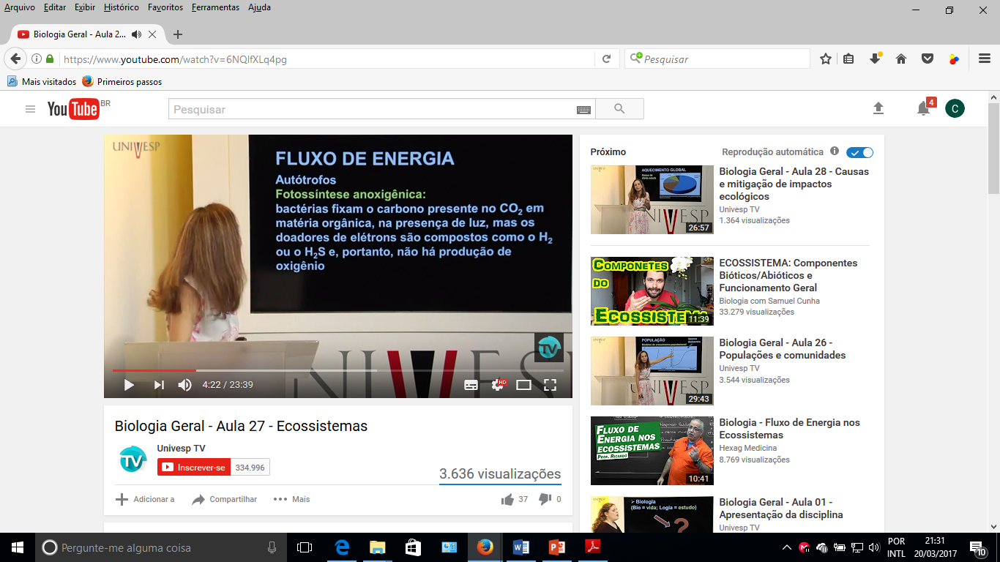 Arquivo Editar Exibir Histórico Favoritos Ferramentas Ajuda
Biologia Geral - Aula 2...
https://www.youtube.com/watch?v=6NQlfXLq4pg
Pesquisar
Mais visitados Primeiros passos
YouTube BR
Pesquisar
4
C
UNIVESP
FLUXO DE ENERGIA
Autótrofos
Fotossíntese anoxigênica:
bactérias fixam o carbono presente no CO2 em
matéria orgânica, na presença de luz, mas os
doadores de elétrons são compostos como o H2
ou o H2S e, portanto, não há produção de
oxigênio
TV
UNIVESP
4:22 / 23:39
HD
Biologia Geral - Aula 27 - Ecossistemas
TV
Univesp TV
Inscrever-se 334.996
3.636 visualizações
Adicionar a Compartilhar Mais
37 0
Próximo
Reprodução automática
AQUECIMENTO GLOBAL
UNIVESP
26:57
Biologia Geral - Aula 28 - Causas
e mitigação de impactos
ecológicos
Univesp TV
1.364 visualizações
COMPONETES
DO
ECOSSISTEMA
11:39
ECOSSISTEMA: Componentes
Bióticos/Abióticos e
Funcionamento Geral
Biologia com Samuel Cunha
33.279 visualizações
POPULAÇÃO
UNIVESP
29:43
Biologia Geral - Aula 26 -
Populações e comunidades
Univesp TV
3.544 visualizações
FLUXO DE
ENERGIA NOS
ECOSSISTEMAS
PROF. RICARDO
10:41
Biologia - Fluxo de Energia nos
Ecossistemas
Hexag Medicina
8.769 visualizações
Biologia
(Bio = vida; Logia = estudo)
?
Biologia Geral - Aula 01 -
Apresentação da disciplina
Univesp TV
Pergunte-me alguma coisa
POR
INTL
21:31
20/03/2017
10